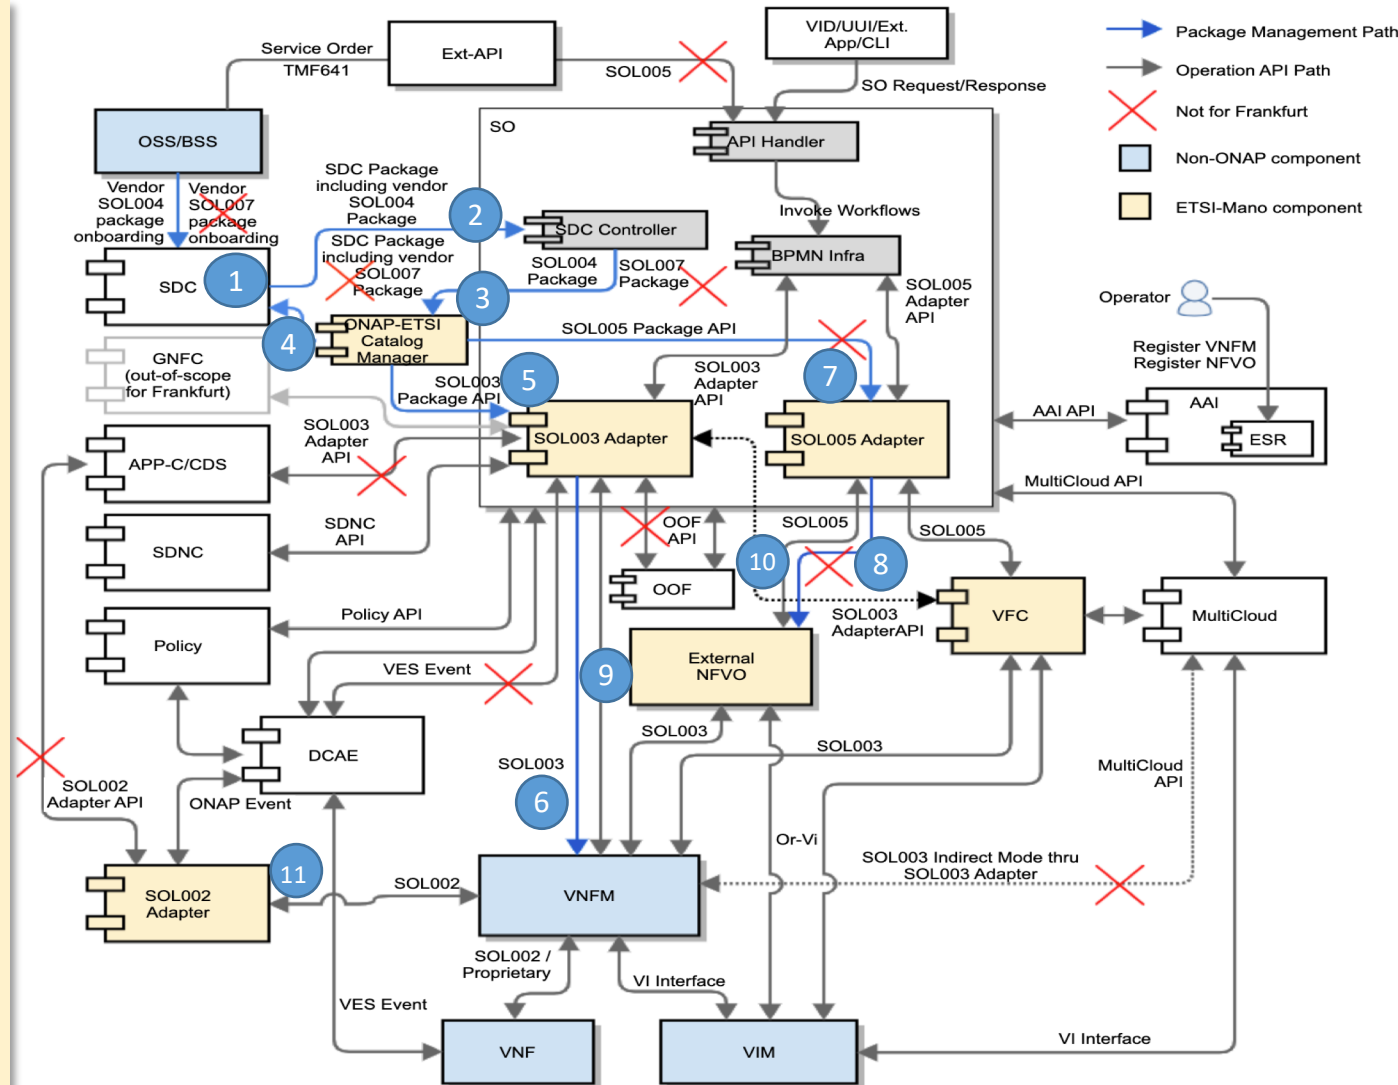 VID/UUI/Ext.
App/CLI
Ext-API
Service Order
TMF641
SOL005
SO Request/Response
Package Management Path
Operation API Path
Not for Frankfurt
Non-ONAP component
ETSI-Mano component
OSS/BSS
SO
API Handler
Vendor
SOL004
package
onboarding
Vendor
SOL007
package
onboarding
SDC Package
including vendor
SOL004
Package
2
SDC Controller
Invoke Workflows
BPMN Infra
SDC Package
including vendor
SOL007
Package
SOL004
Package
SOL007
Package
SOL005
Adapter
API
SDC
1
3
4
ONAP-ETSI
Catalog
Manager
SOL005 Package API
Operator
Register VNFM
Register NFVO
GNFC
(out-of-scope
for Frankfurt)
SOL003
Package API
5
SOL003
Adapter
API
7
AAI API
AAI
ESR
SOL003
Adapter
API
SOL003 Adapter
SOL005 Adapter
APP-C/CDS
MultiCloud API
SDNC
API
SDNC
OOF
API
SOL005
SOL005
10
8
OOF
SOL003
AdapterAPI
VFC
MultiCloud
Policy API
Policy
VES Event
9
External
NFVO
DCAE
SOL003
SOL003
SOL003
6
MultiCloud
API
SOL002
Adapter API
ONAP Event
Or-Vi
SOL003 Indirect Mode thru
SOL003 Adapter
11
SOL002
Adapter
SOL002
VNFM
SOL002 /
Proprietary
VI Interface
VES Event
VNF
VIM
VI Interface